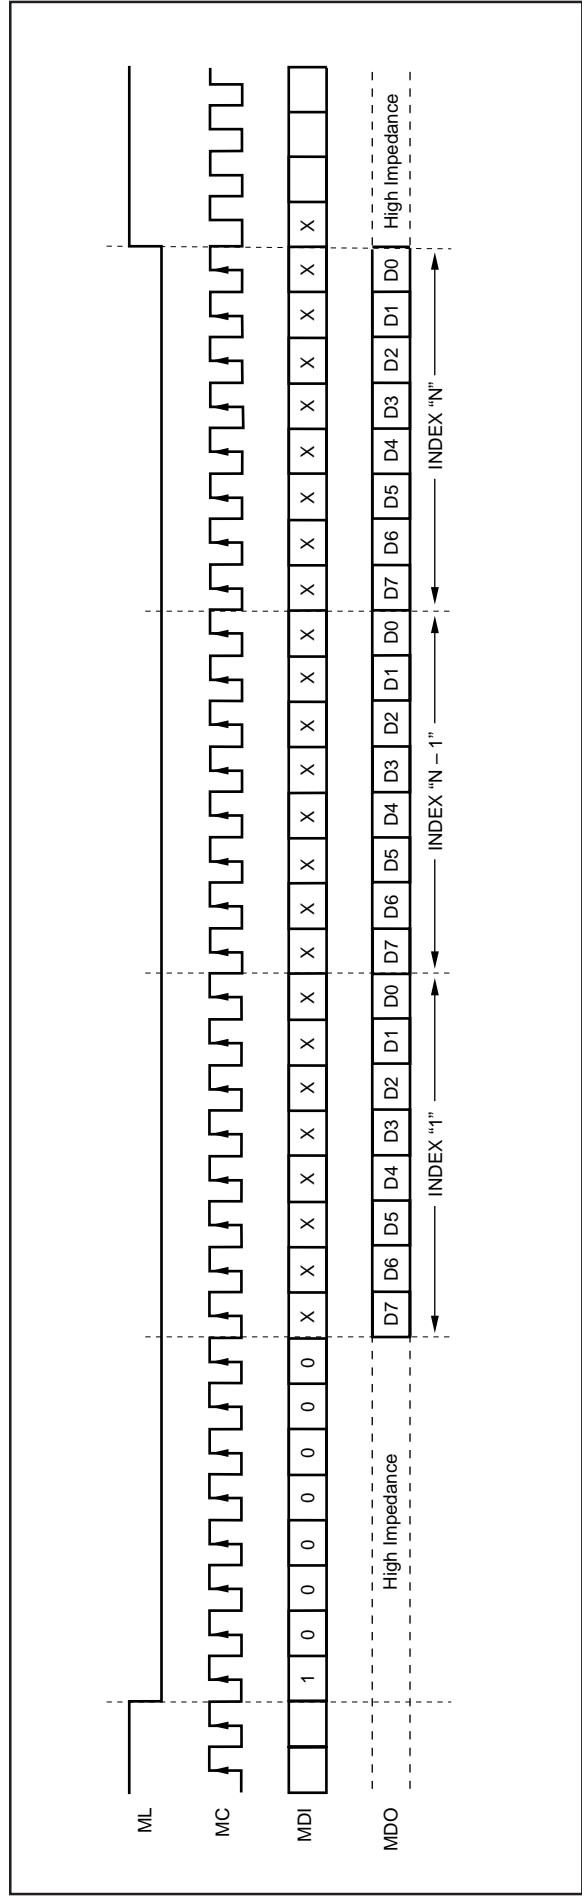 ML
MC
MDI 1 0 0 0 0 0 0 0 X X X X X X X X X X X X X X X X X X X X X X X X X
MDO High Impedance D7 D6 D5 D4 D3 D2 D1 D0 D7 D6 D5 D4 D3 D2 D1 D0 D7 D6 D5 D4 D3 D2 D1 D0 High Impedance
INDEX “1” INDEX “N – 1” INDEX “N”